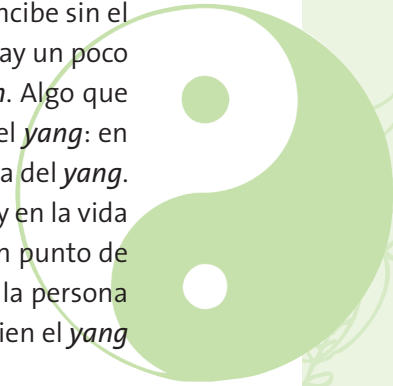 ncibe sin el
ay un poco
. Algo que
el yang: en
a del yang.
y en la vida
n punto de
la persona
ien el yang